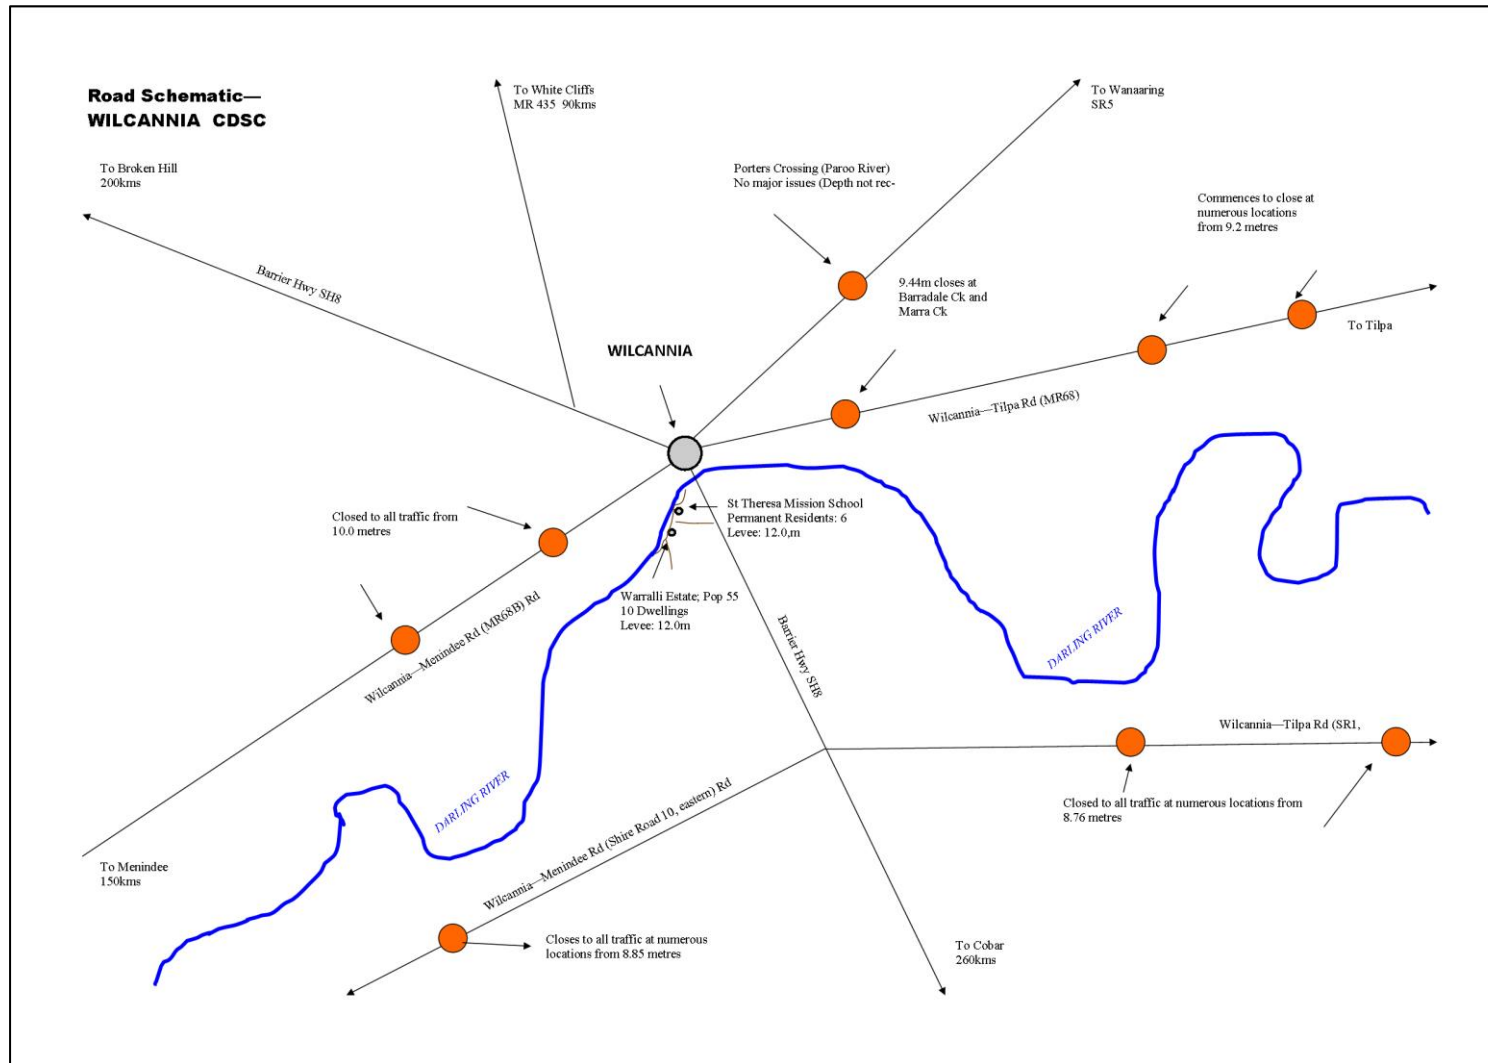 Road Schematic—
WILCANNIA CDSC
To White Cliffs
MR 435 90kms
To Wanaaring
SR5
To Broken Hill
200kms
Porters Crossing (Paroo River)
No major issues (Depth not rec-
Commences to close at
numerous locations
from 9.2 metres
Barrier Hwy SH8
9.44m closes at
Barradale Ck and
Marra Ck
To Tilpa
WILCANNIA
Wilcannia—Tilpa Rd (MR68)
Closed to all traffic from
10.0 metres
St Theresa Mission School
Permanent Residents: 6
Levee: 12.0,m
Warralli Estate; Pop 55
10 Dwellings
Levee: 12.0m
Wilcannia—Menindee Rd (MR68B) Rd
Barrier Hwy SH8
DARLING RIVER
Wilcannia—Tilpa Rd (SR1,
DARLING RIVER
Closed to all traffic at numerous locations from
8.76 metres
Wilcannia—Menindee Rd (Shire Road 10, eastern) Rd
To Menindee
150kms
Closes to all traffic at numerous
locations from 8.85 metres
To Cobar
260kms